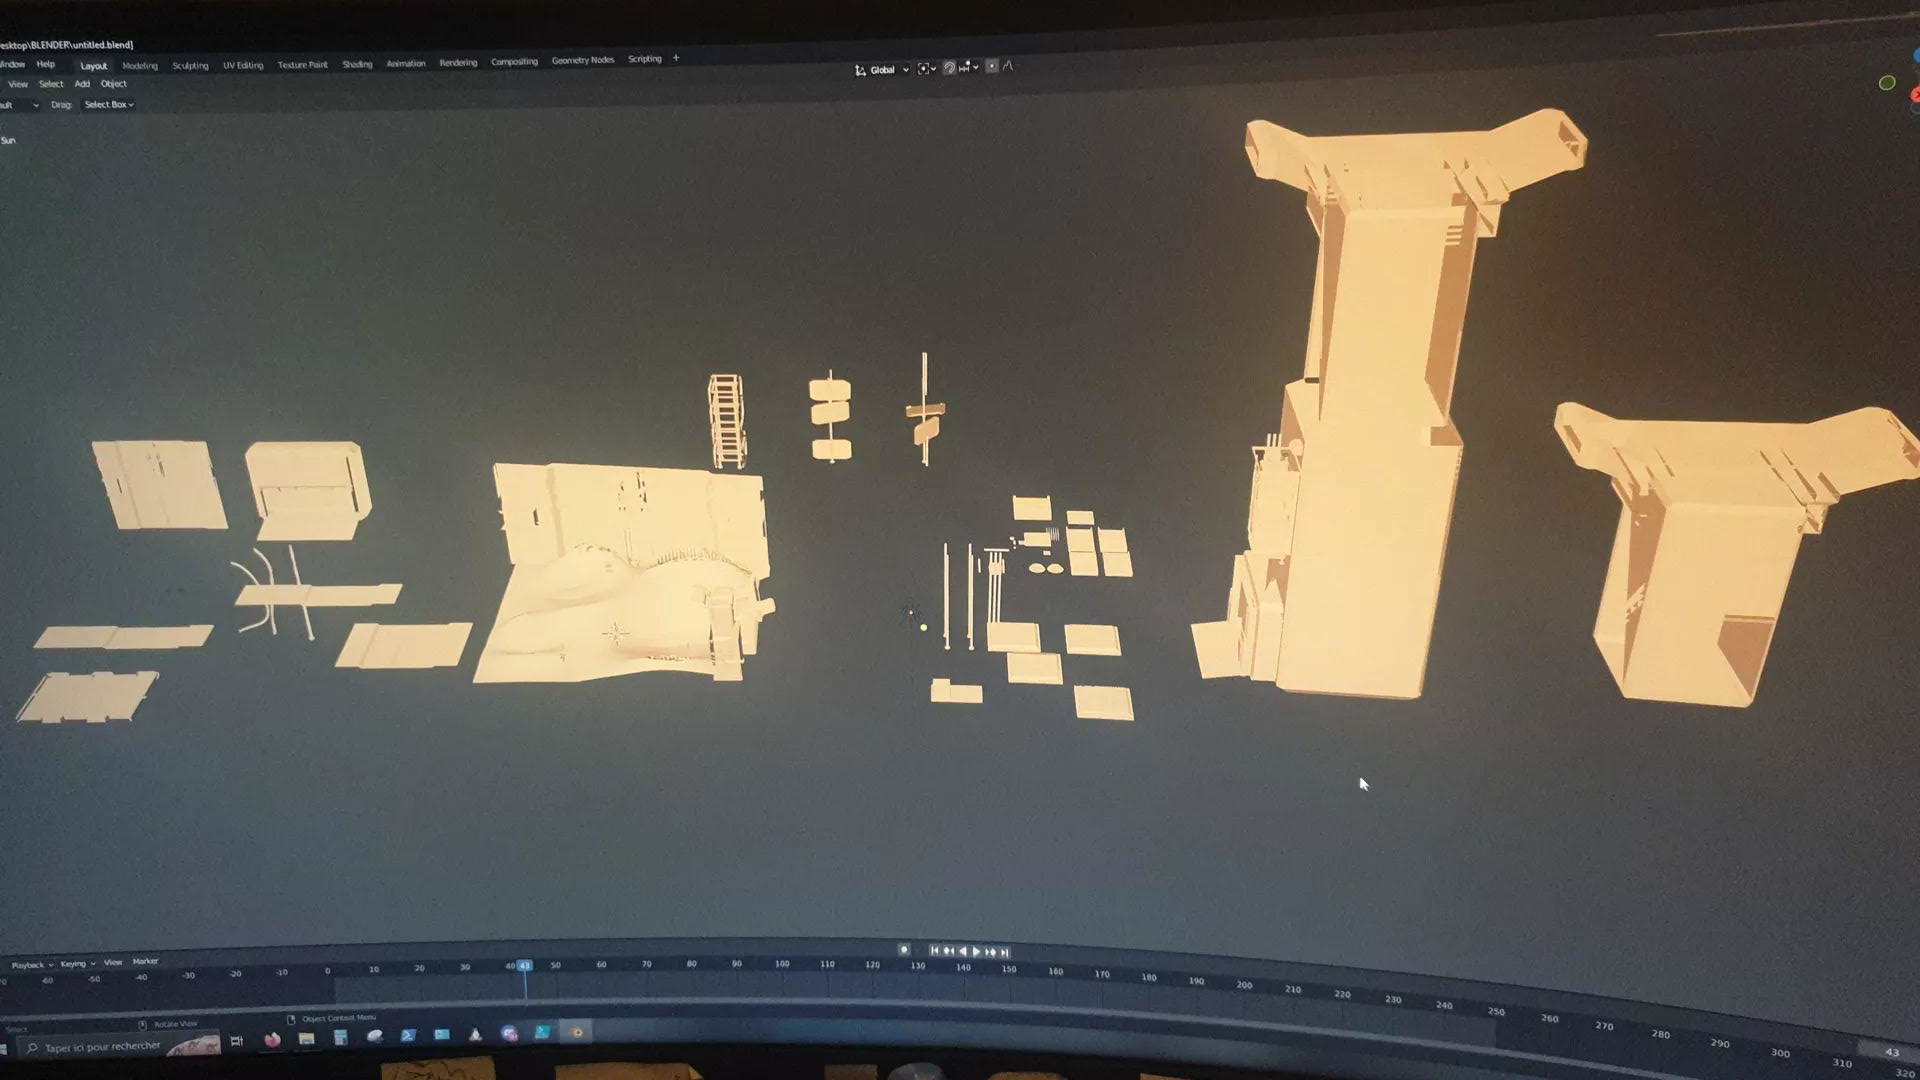 esktop\BLENDER\untitled.blend]
indow Help Layout Modeling Sculpting UV Editing Texture Paint Shading Animation Rendering Compositing Geometry Nodes Scripting +
View Select Add Object Global
ult Drag: Select Box
Sun
Playback Keying View Marker
-60 -50 -40 -30 -20 -10 0 10 20 30 40 43 50 60 70 80 90 100 110 120 130 140 150 160 170 180 190 200 210 220 230 240 250 260 270 280 290 300 310 320
43
Select Rotate View Object Context Menu
Taper ici pour rechercher